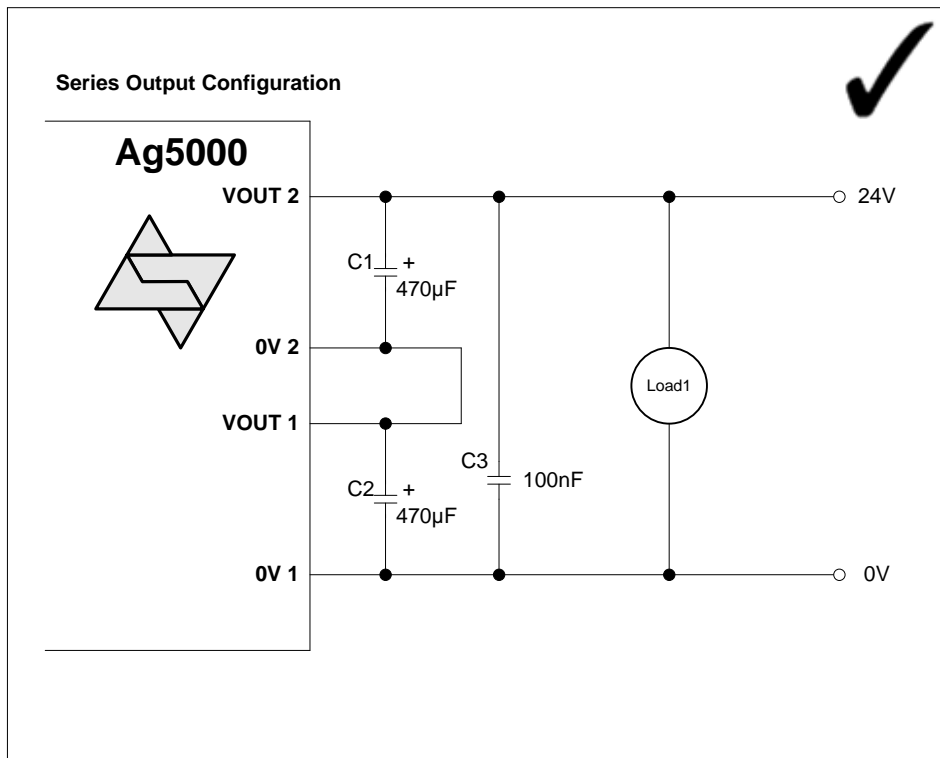 Series Output Configuration
Ag5000
VOUT 2
24V
C1
+
470µF
0V 2
Load1
VOUT 1
C3
100nF
C2
+
470µF
0V 1
0V